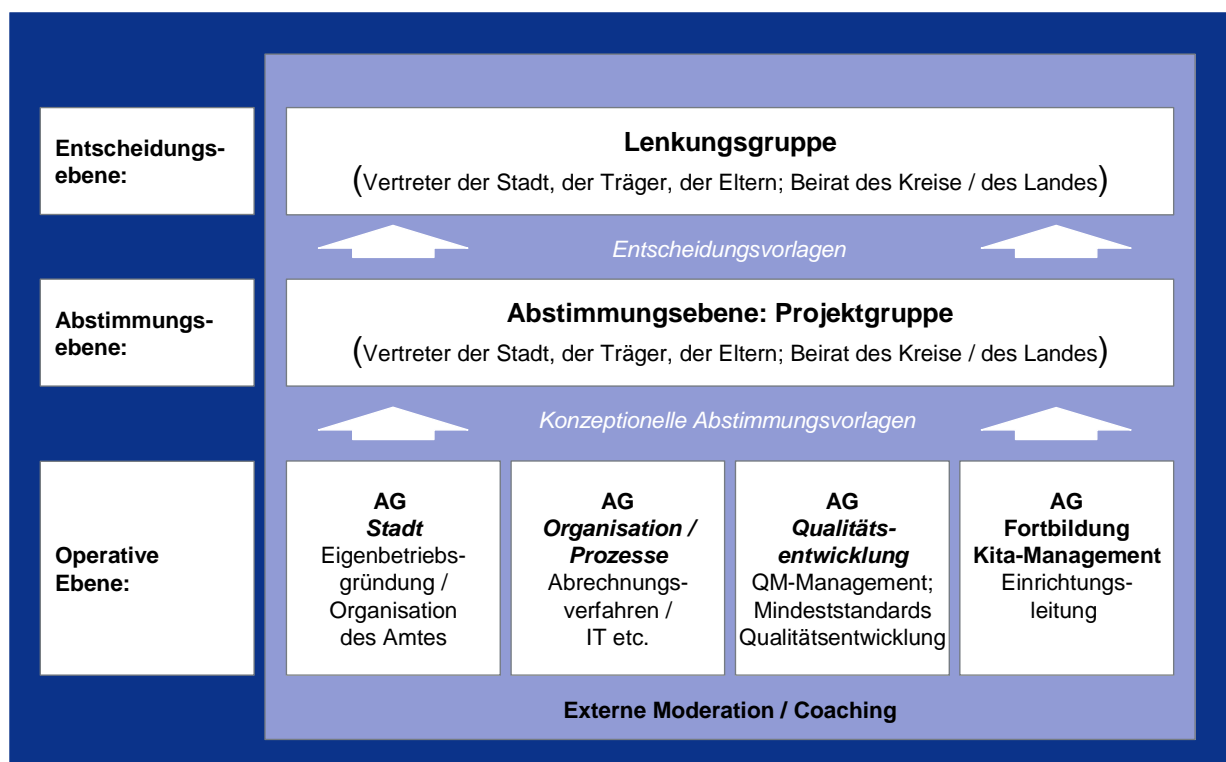 Entscheidungs-
ebene:
Lenkungsgruppe
(Vertreter der Stadt, der Träger, der Eltern; Beirat des Kreise / des Landes)
Entscheidungsvorlagen
Abstimmungs-
ebene:
Abstimmungsebene: Projektgruppe
(Vertreter der Stadt, der Träger, der Eltern; Beirat des Kreise / des Landes)
Konzeptionelle Abstimmungsvorlagen
Operative
Ebene:
AG
Stadt
Eigenbetriebs-
gründung /
Organisation
des Amtes
AG
Organisation /
Prozesse
Abrechnungs-
verfahren /
IT etc.
AG
Qualitäts-
entwicklung
QM-Management;
Mindeststandards
Qualitätsentwicklung
AG
Fortbildung
Kita-Management
Einrichtungs-
leitung
Externe Moderation / Coaching